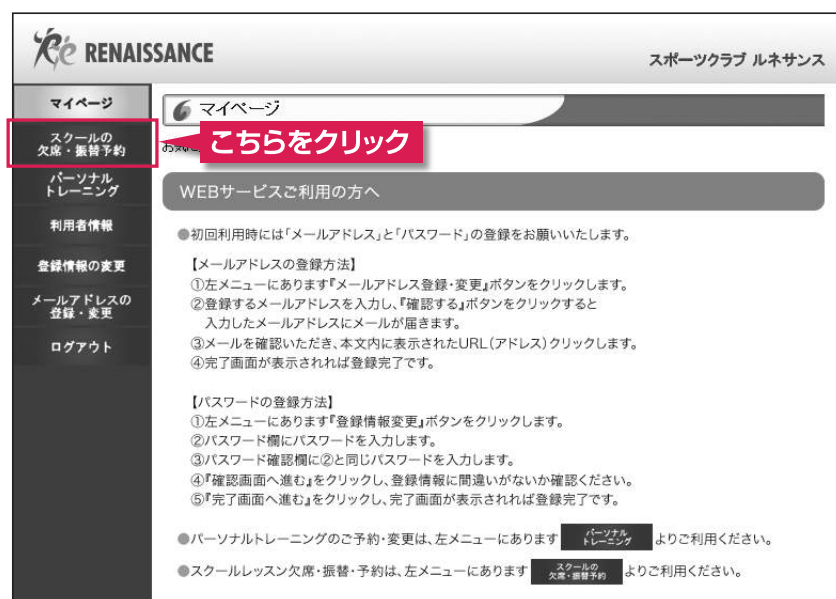 Ré RENAISSANCE
スポーツクラブ ルネサンス
マイページ
スクールの
欠席・振替予約
パーソナル
トレーニング
利用者情報
登録情報の変更
メールアドレスの
登録・変更
ログアウト
マイページ
こちらをクリック
WEBサービスご利用の方へ
●初回利用時には「メールアドレス」と「パスワード」の登録をお願いいたします。
【メールアドレスの登録方法】
①左メニューにあります『メールアドレス登録・変更』ボタンをクリックします。
②登録するメールアドレスを入力し、『確認する』ボタンをクリックすると
入力したメールアドレスにメールが届きます。
③メールを確認いただき、本文内に表示されたURL（アドレス）クリックします。
④完了画面が表示されれば登録完了です。
【パスワードの登録方法】
①左メニューにあります『登録情報変更』ボタンをクリックします。
②パスワード欄にパスワードを入力します。
③パスワード確認欄に②と同じパスワードを入力します。
④『確認画面へ進む』をクリックし、登録情報に間違いがないか確認ください。
⑤『完了画面へ進む』をクリックし、完了画面が表示されれば登録完了です。
●パーソナルトレーニングのご予約・変更は、左メニューにあります パーソナル トレーニング よりご利用ください。
●スクールレッスン欠席・振替・予約は、左メニューにあります スクールの 欠席・振替予約 よりご利用ください。